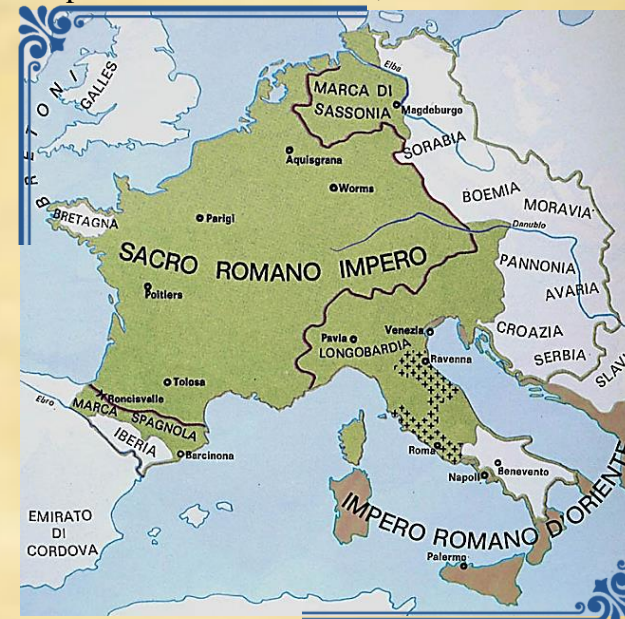 BRETONI
GALLES
Elba
MARCA DI
SASSONIA
Magdeburgo
SORABIA
Aquisgrana
Worms
BOEMIA
MORAVIA
BRETAGNA
Parigi
Danubio
SACRO ROMANO IMPERO
PANNONIA
AVARIA
Poitiers
Pavia
Venezia
CROAZIA
LONGOBARDIA
Ravenna
SERBIA
SLAVI
Tolosa
Roncisvalle
Ebro
MARCA SPAGNOLA
IBERIA
Barcinona
Roma
Benevento
Napoli
EMIRATO
DI
CORDOVA
IMPERO ROMANO D'ORIENTE
Palermo